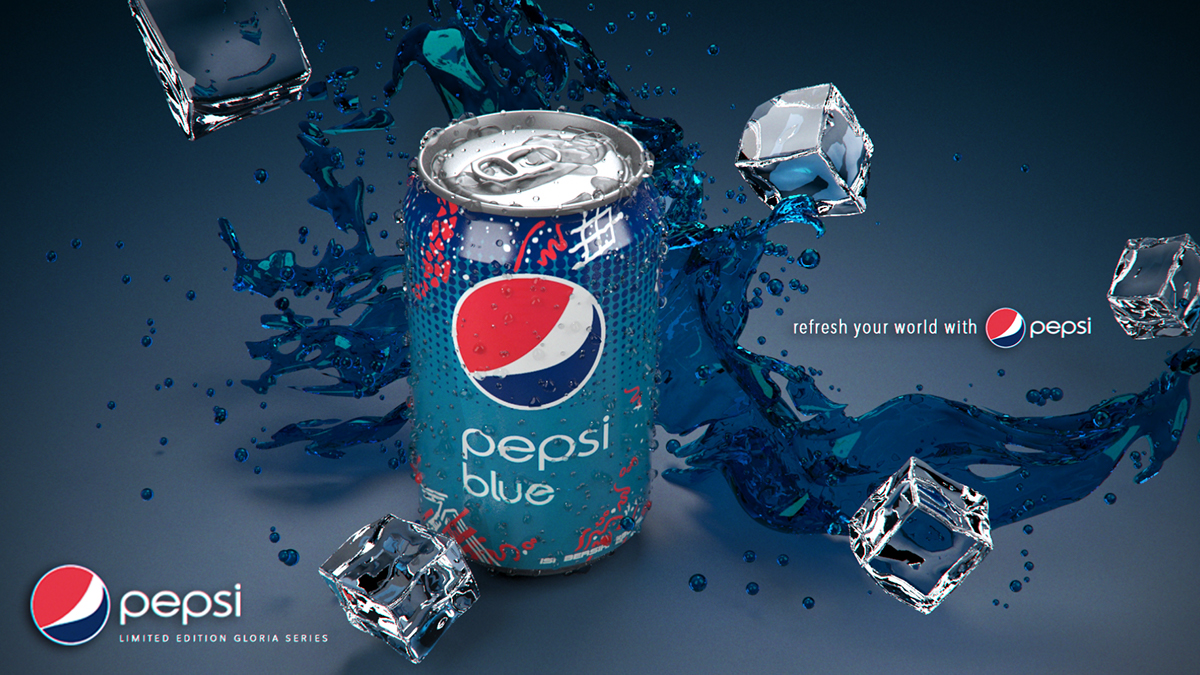 pepsi
blue
refresh your world with pepsi
pepsi
LIMITED EDITION GLORIA SERIES